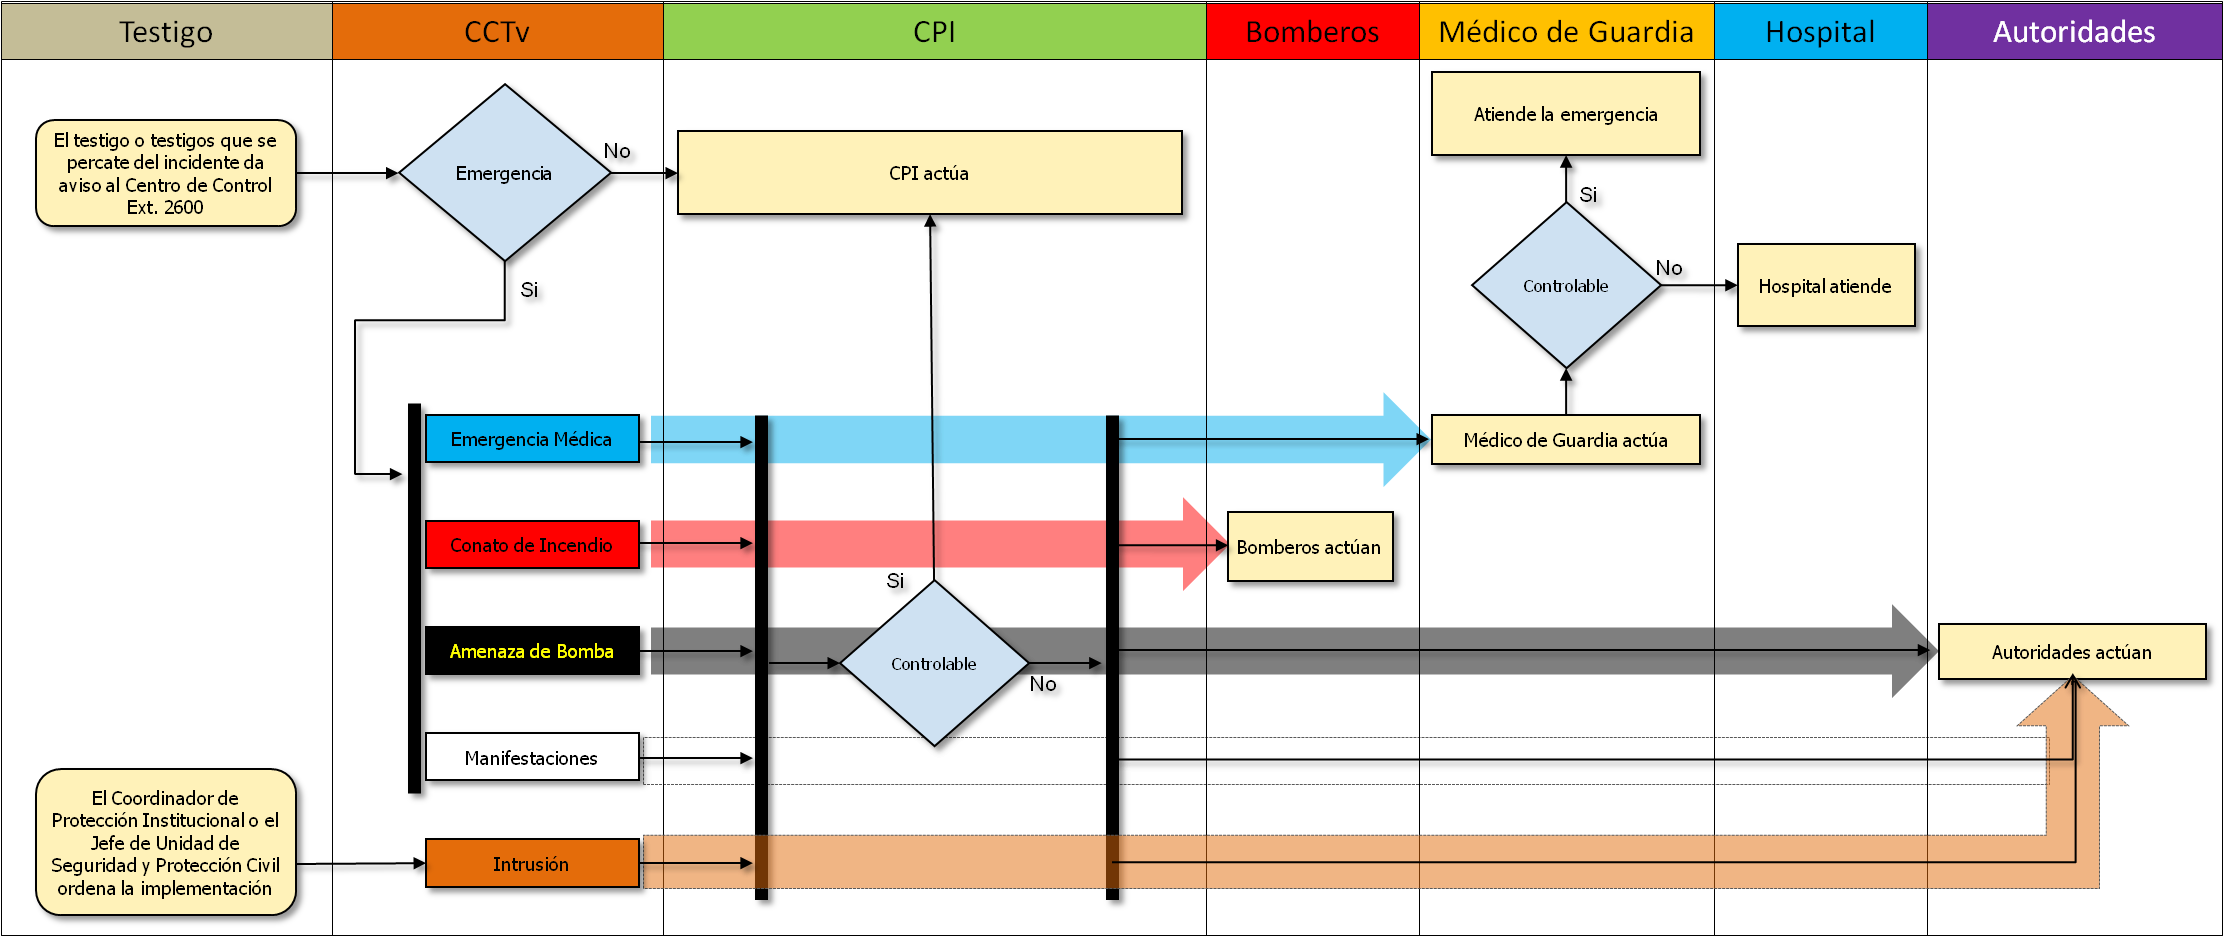 Testigo
CCTv
CPI
Bomberos
Médico de Guardia
Hospital
Autoridades
El testigo o testigos que se
percate del incidente da
aviso al Centro de Control
Ext. 2600
Emergencia
No
Si
CPI actúa
Atiende la emergencia
Si
Controlable
No
Hospital atiende
Médico de Guardia actúa
Emergencia Médica
Conato de Incendio
Bomberos actúan
Amenaza de Bomba
Si
Controlable
No
Autoridades actúan
Manifestaciones
El Coordinador de
Protección Institucional o el
Jefe de Unidad de
Seguridad y Protección Civil
ordena la implementación
Intrusión